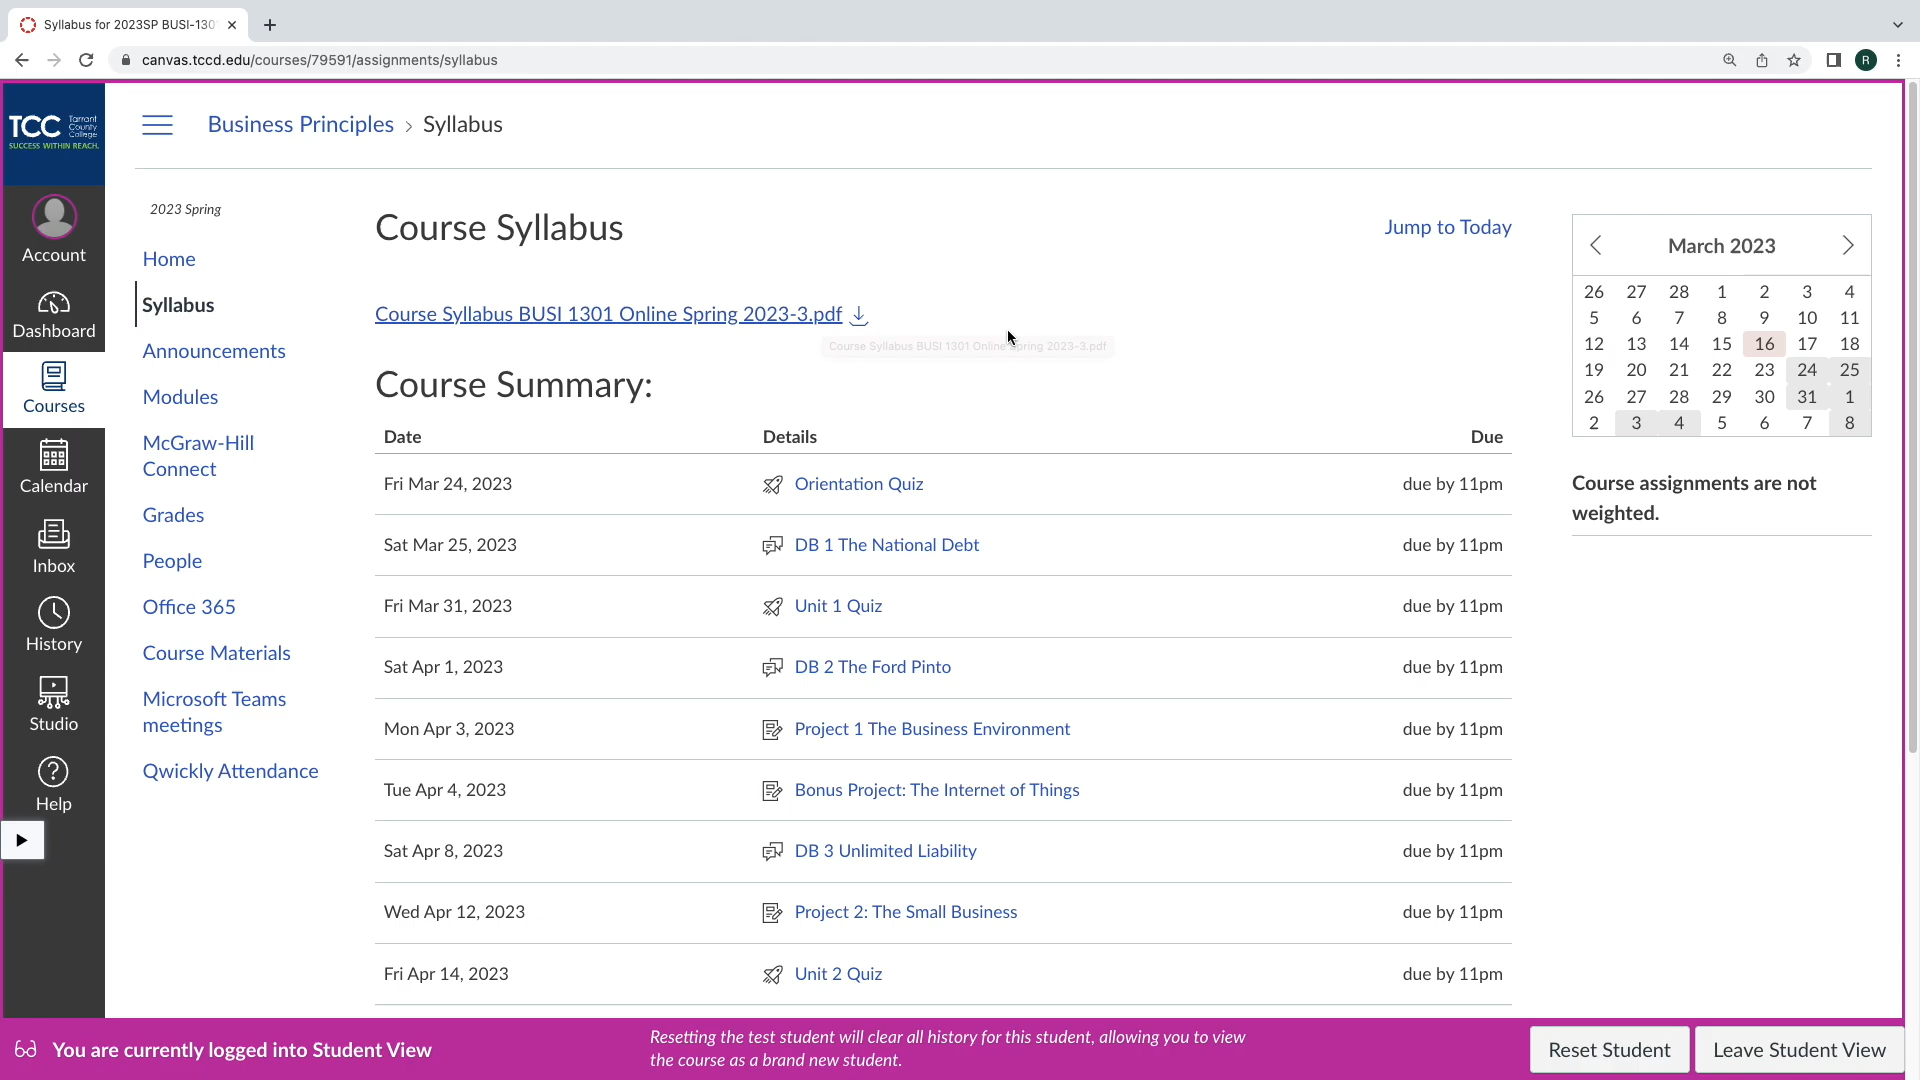 Syllabus for 2023SP BUSI-130
canvas.tccd.edu/courses/79591/assignments/syllabus
R
TCC Tarrant County College
SUCCESS WITHIN REACH.
Business Principles > Syllabus
Account
Dashboard
Courses
Calendar
Inbox
History
Studio
Help
2023 Spring
Home
Syllabus
Announcements
Modules
McGraw-Hill
Connect
Grades
People
Office 365
Course Materials
Microsoft Teams
meetings
Qwickly Attendance
Course Syllabus
Jump to Today
Course Syllabus BUSI 1301 Online Spring 2023-3.pdf
Course Syllabus BUSI 1301 Online Spring 2023-3.pdf
Course Summary:
Date Details Due
Fri Mar 24, 2023 Orientation Quiz due by 11pm
Sat Mar 25, 2023 DB 1 The National Debt due by 11pm
Fri Mar 31, 2023 Unit 1 Quiz due by 11pm
Sat Apr 1, 2023 DB 2 The Ford Pinto due by 11pm
Mon Apr 3, 2023 Project 1 The Business Environment due by 11pm
Tue Apr 4, 2023 Bonus Project: The Internet of Things due by 11pm
Sat Apr 8, 2023 DB 3 Unlimited Liability due by 11pm
Wed Apr 12, 2023 Project 2: The Small Business due by 11pm
Fri Apr 14, 2023 Unit 2 Quiz due by 11pm
March 2023
26 27 28 1 2 3 4
5 6 7 8 9 10 11
12 13 14 15 16 17 18
19 20 21 22 23 24 25
26 27 28 29 30 31 1
2 3 4 5 6 7 8
Course assignments are not
weighted.
You are currently logged into Student View
Resetting the test student will clear all history for this student, allowing you to view
the course as a brand new student.
Reset Student
Leave Student View